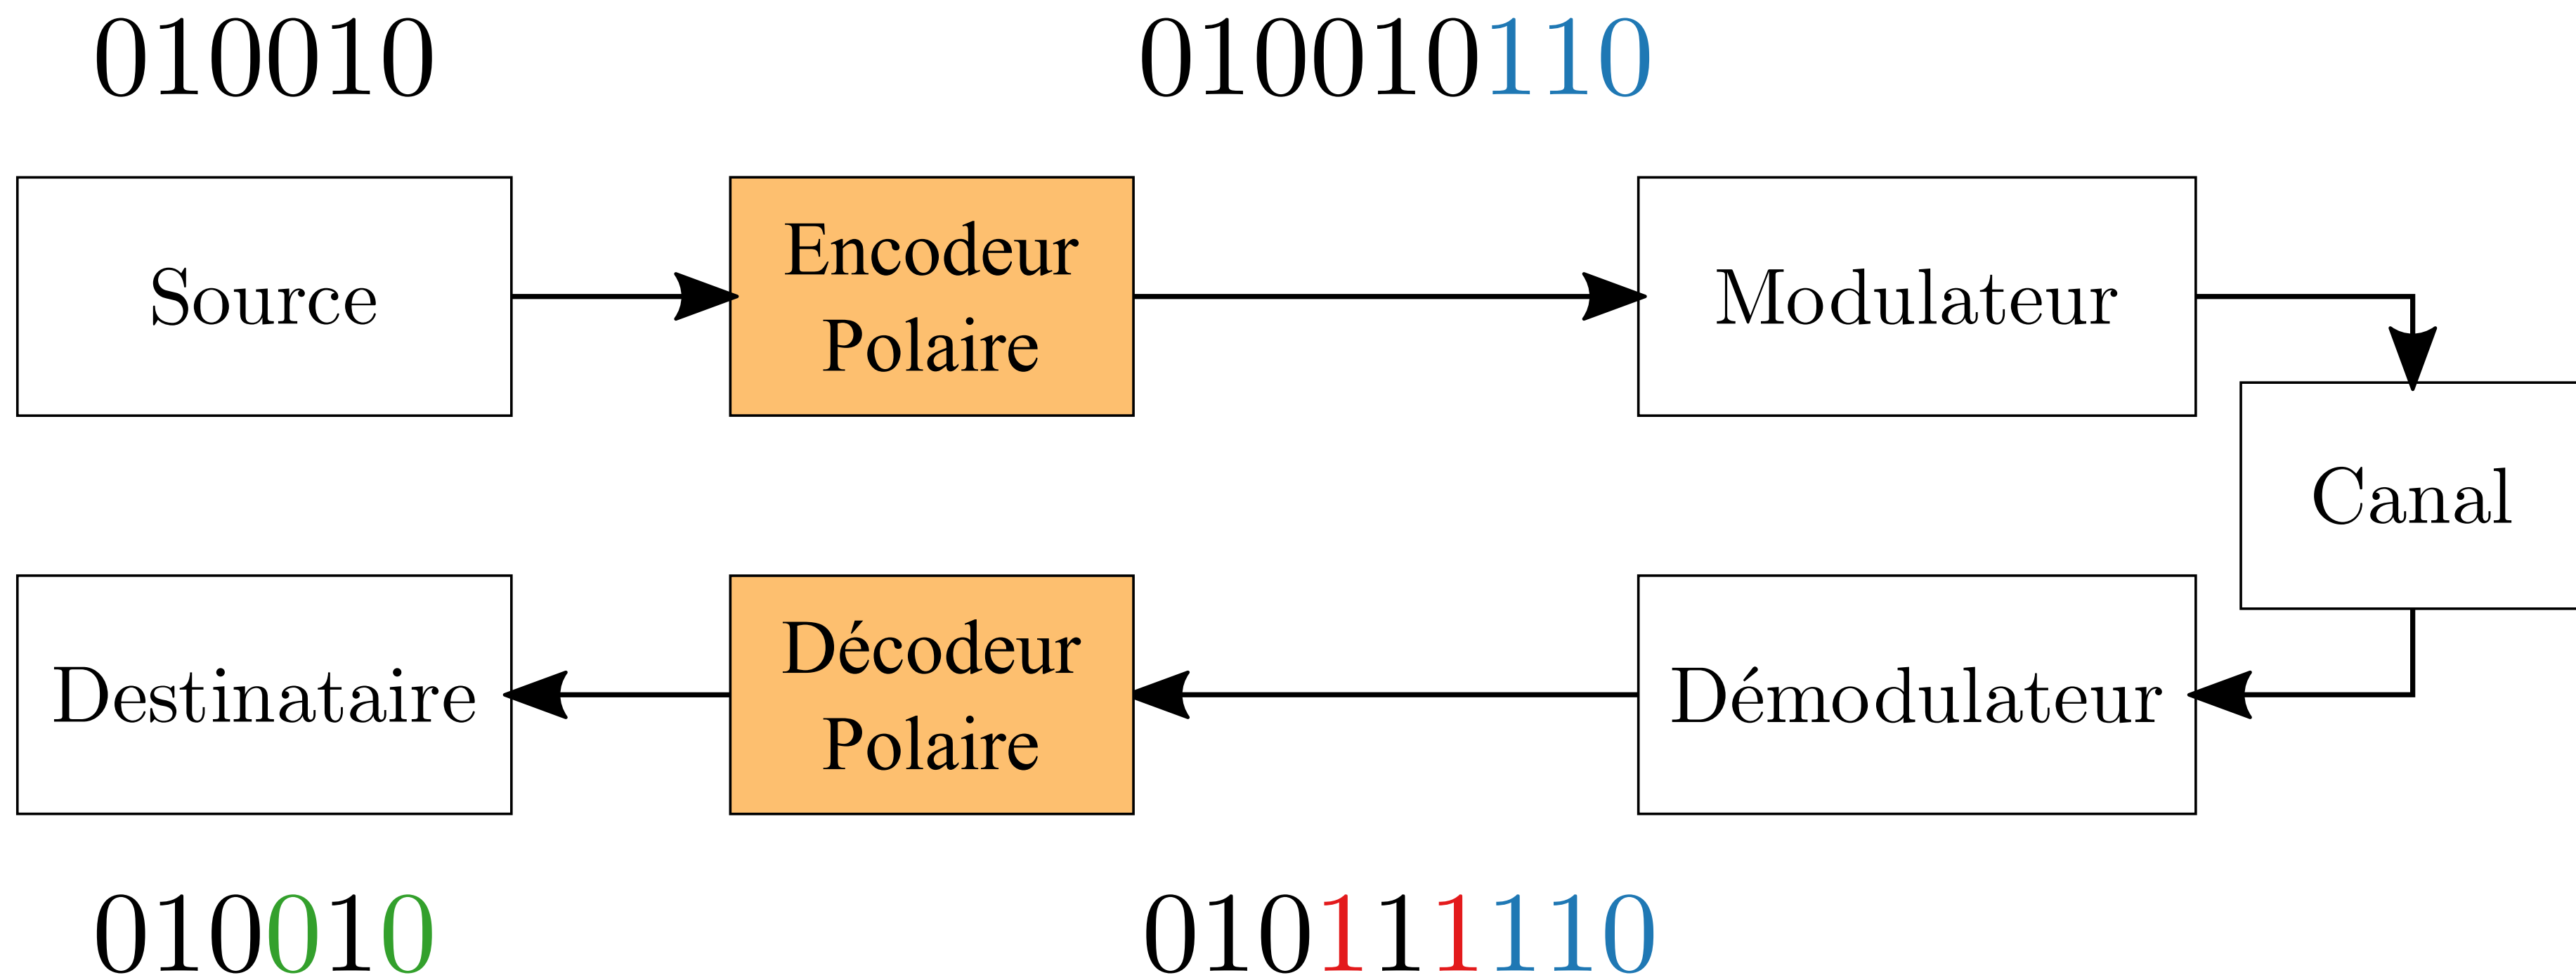 010010
010010110
Source
Encodeur
Polaire
Modulateur
Canal
Destinataire
Décodeur
Polaire
Démodulateur
010010
010111110